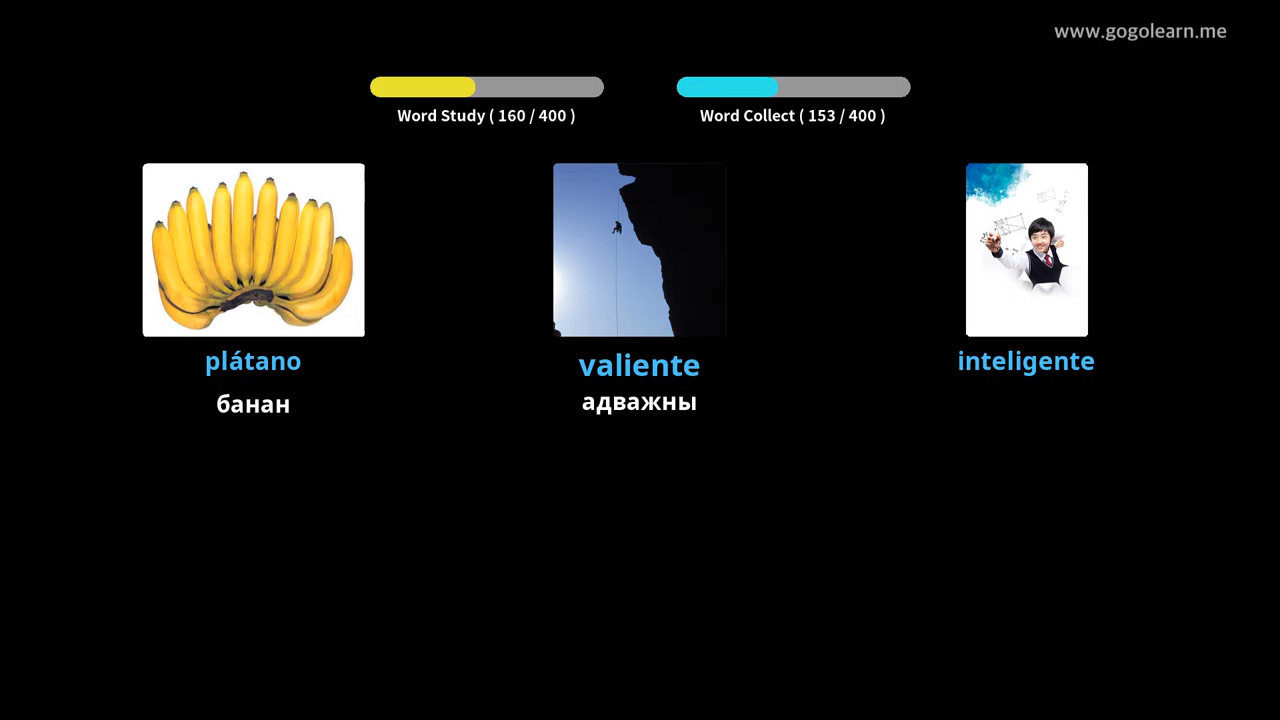 www.gogolearn.me
Word Study ( 160 / 400 )
Word Collect ( 153 / 400 )
plátano
valiente
inteligente
банан
адважны